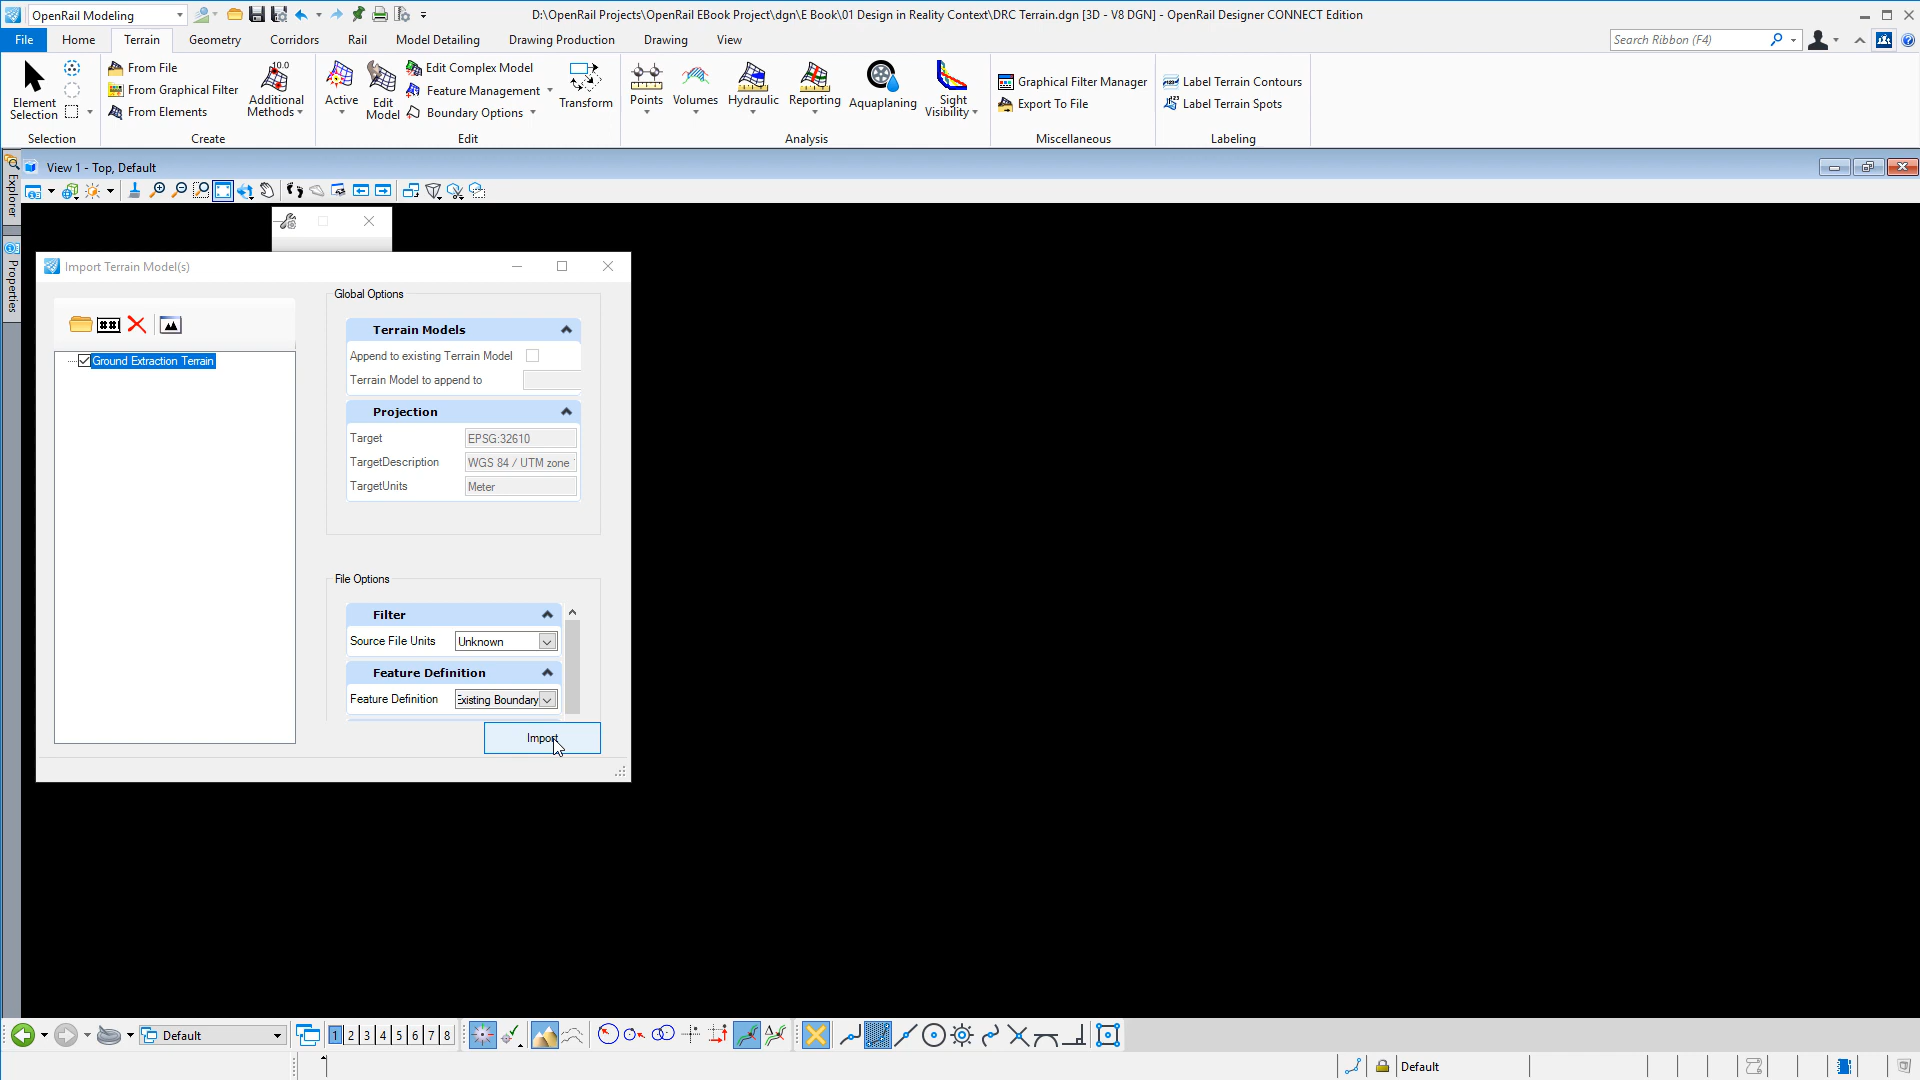 OpenRail Modeling
D:\OpenRail Projects\OpenRail EBook Project\dgn\E Book\01 Design in Reality Context\DRC Terrain.dgn [3D - V8 DGN] - OpenRail Designer CONNECT Edition
File Home Terrain Geometry Corridors Rail Model Detailing Drawing Production Drawing View
Search Ribbon (F4)
Element Selection
Selection
From File
From Graphical Filter
From Elements
10.0
Additional Methods
Create
Active
Edit Model
Edit Complex Model
Feature Management
Boundary Options
Transform
Edit
Points
Volumes
Hydraulic
Reporting
Aquaplaning
Sight Visibility
Analysis
Graphical Filter Manager
Export To File
Miscellaneous
Label Terrain Contours
Label Terrain Spots
Labeling
Explorer
Properties
View 1 - Top, Default
Import Terrain Model(s)
Ground Extraction Terrain
Global Options
Terrain Models
Append to existing Terrain Model
Terrain Model to append to
Projection
Target EPSG:32610
TargetDescription WGS 84 / UTM zone
TargetUnits Meter
File Options
Filter
Source File Units Unknown
Feature Definition
Feature Definition Existing Boundary
Import
Default
1 2 3 4 5 6 7 8
Default